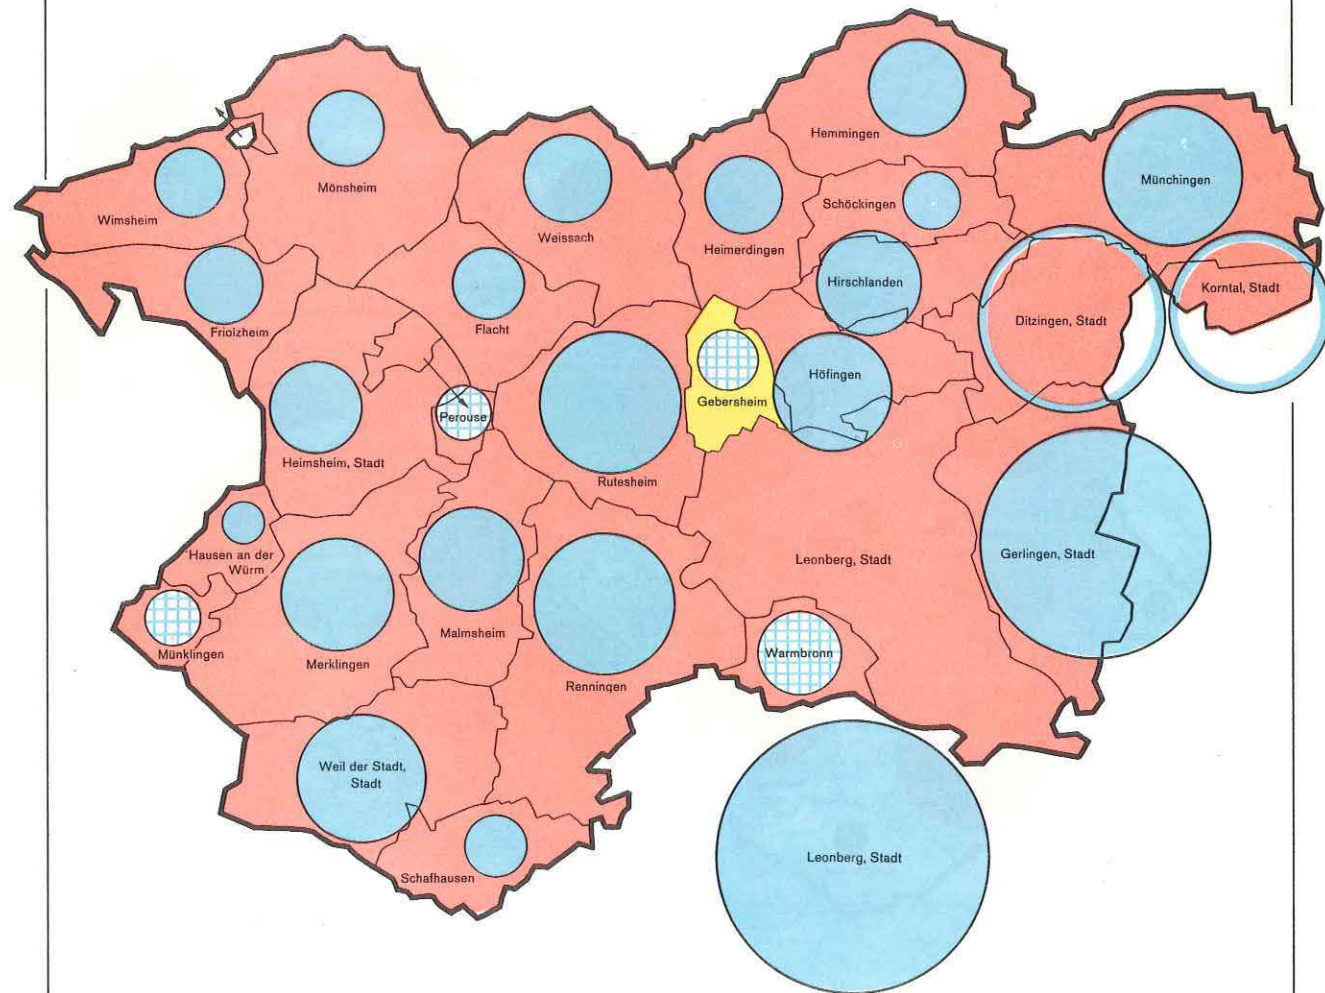 Hemmingen
Münchingen
Mönsheim
Schöckingen
Wimsheim
Weissach
Heimerdingen
Hirschlanden
Korntal, Stadt
Friolzheim
Flacht
Ditzingen, Stadt
Höfingen
Gebersheim
Perouse
Heimsheim, Stadt
Rutesheim
Hausen an der
Würm
Leonberg, Stadt
Gerlingen, Stadt
Malmsheim
Münklingen
Merklingen
Warmbronn
Renningen
Weil der Stadt,
Stadt
Leonberg, Stadt
Schafhausen